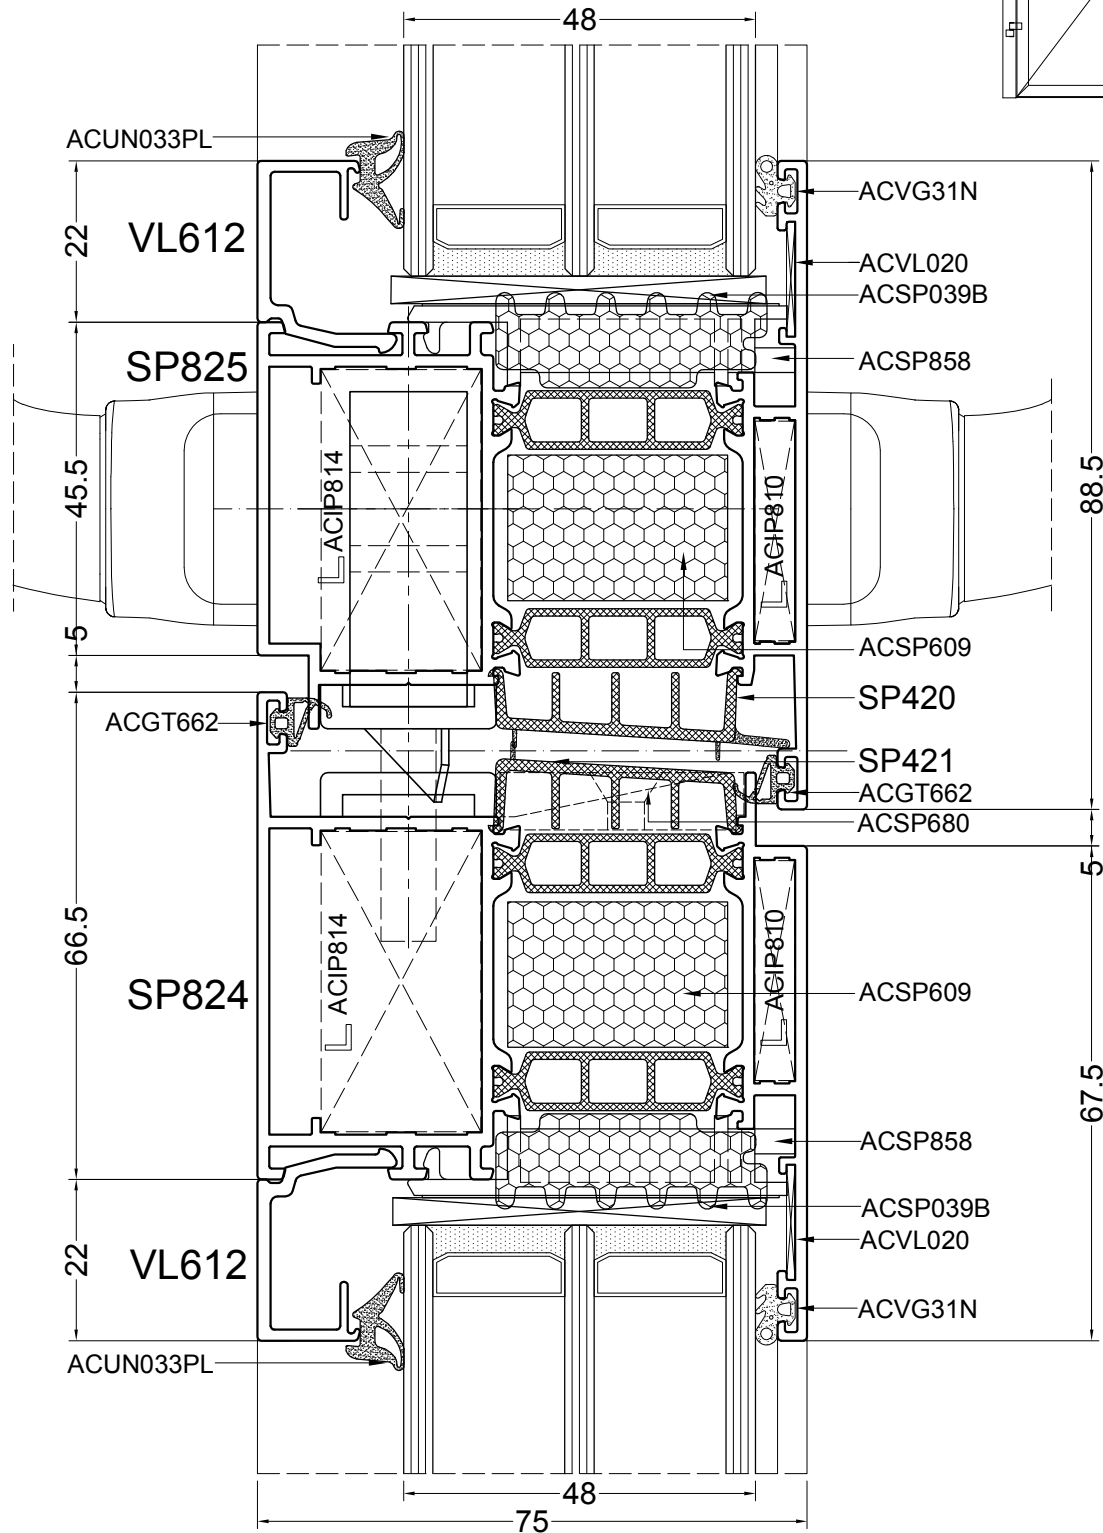 48
ACUN033PL
ACVG31N
22
VL612
ACVL020
ACSP039B
SP825
ACSP858
45.5
ACIP814
ACIP810
88.5
5
ACSP609
SP420
ACGT662
SP421
ACGT662
ACSP680
5
66.5
ACIP814
ACIP810
SP824
ACSP609
67.5
ACSP858
ACSP039B
ACVL020
22
VL612
ACVG31N
ACUN033PL
48
75